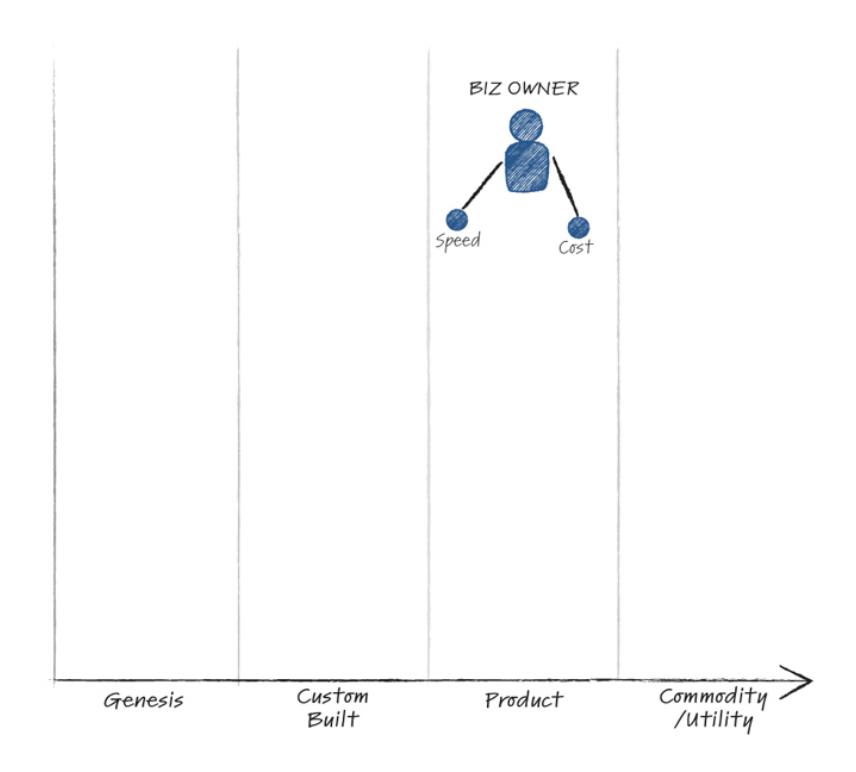 BIZ OWNER
Speed
Cost
Genesis
Custom
Built
Product
Commodity
/Utility